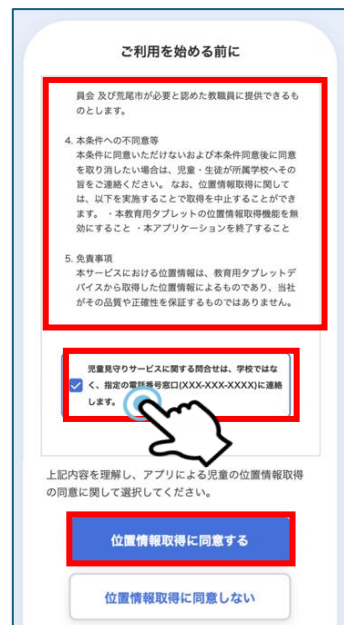 ご利用を始める前に
員会 及び荒尾市が必要と認めた教職員に提供できるも
のとします。
4. 本条件への不同意等
本条件に同意いただけないおよび本条件同意後に同意
を取り消したい場合は、児童・生徒が所属学校へその
旨をご連絡ください。 なお、位置情報取得に関して
は、以下を実施することで取得を中止することができ
ます。 ・本教育用タブレットの位置情報取得機能を無
効にすること ・本アプリケーションを終了すること
5. 免責事項
本サービスにおける位置情報は、教育用タブレットデ
バイスから取得した位置情報によるものであり、当社
がその品質や正確性を保証するものではありません。
児童見守りサービスに関する問合せは、学校ではな
く、指定の電話番号窓口(XXX-XXX-XXXX)に連絡
します。
上記内容を理解し、アプリによる児童の位置情報取得
の同意に関して選択してください。
位置情報取得に同意する
位置情報取得に同意しない